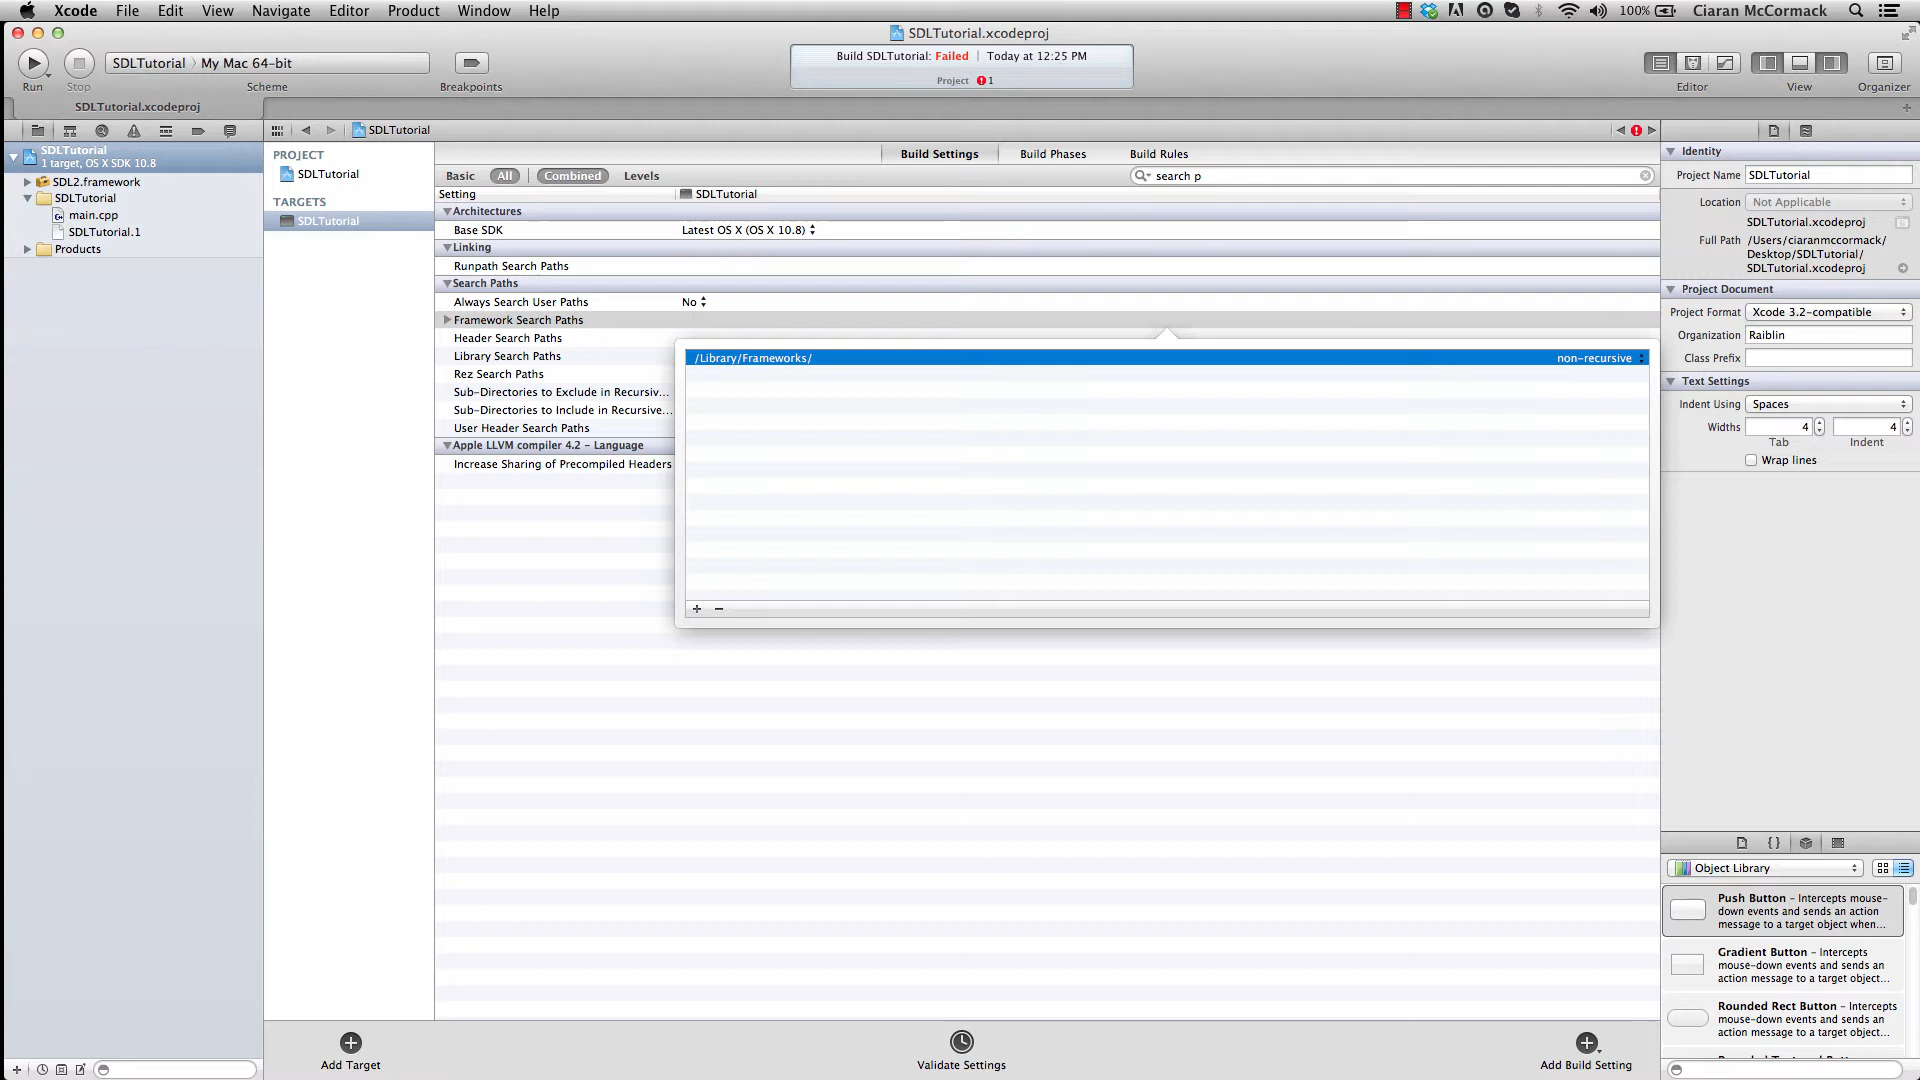 Xcode File Edit View Navigate Editor Product Window Help 100% Ciaran McCormack
SDLTutorial.xcodeproj
SDLTutorial My Mac 64-bit
Build SDLTutorial: Failed Today at 12:25 PM
Project 1
Run Stop Scheme Breakpoints Editor View Organizer
SDLTutorial.xcodeproj
SDLTutorial
1 target, OS X SDK 10.8
SDL2.framework
SDLTutorial
main.cpp
SDLTutorial.1
Products
SDLTutorial
PROJECT
SDLTutorial
TARGETS
SDLTutorial
Build Settings Build Phases Build Rules
Basic All Combined Levels search p
Setting SDLTutorial
Architectures
Base SDK Latest OS X (OS X 10.8)
Linking
Runpath Search Paths
Search Paths
Always Search User Paths No
Framework Search Paths
Header Search Paths
Library Search Paths
Rez Search Paths
Sub-Directories to Exclude in Recursiv...
Sub-Directories to Include in Recursive...
User Header Search Paths
Apple LLVM compiler 4.2 - Language
Increase Sharing of Precompiled Headers
/Library/Frameworks/ non-recursive
+ −
Add Target Validate Settings Add Build Setting
Identity
Project Name SDLTutorial
Location Not Applicable
SDLTutorial.xcodeproj
Full Path /Users/ciaranmccormack/
Desktop/SDLTutorial/
SDLTutorial.xcodeproj
Project Document
Project Format Xcode 3.2-compatible
Organization Raiblin
Class Prefix
Text Settings
Indent Using Spaces
Widths 4 4
Tab Indent
Wrap lines
Object Library
Push Button – Intercepts mouse-
down events and sends an action
message to a target object when...
Gradient Button – Intercepts
mouse-down events and sends an
action message to a target object...
Rounded Rect Button – Intercepts
mouse-down events and sends an
action message to a target object...